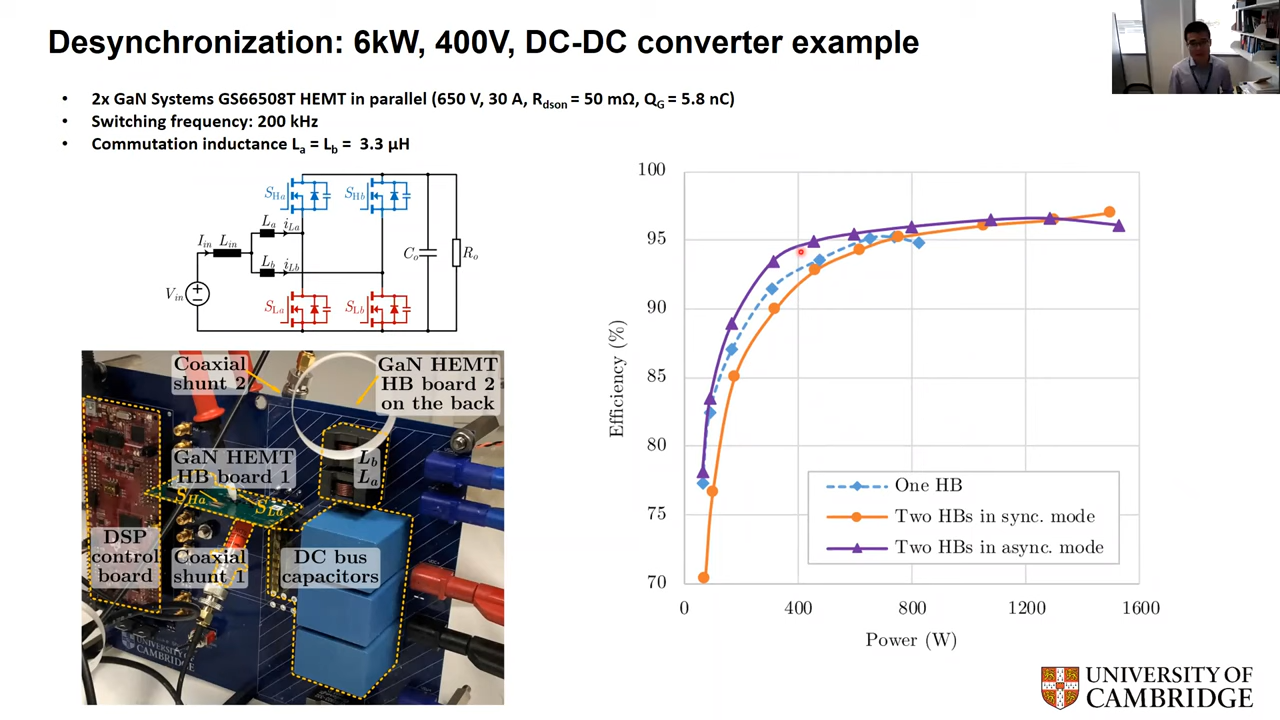 Desynchronization: 6kW, 400V, DC-DC converter example
• 2x GaN Systems GS66508T HEMT in parallel (650 V, 30 A, Rdson = 50 mΩ, QG = 5.8 nC)
• Switching frequency: 200 kHz
• Commutation inductance La = Lb = 3.3 μH
SHa
SHb
La
iLa
Iin
Lin
Lb
iLb
Co
Ro
Vin
SLa
SLb
Coaxial
shunt 2
GaN HEMT
HB board 2
on the back
GaN HEMT
HB board 1
Lb
La
SHa
SLa
DSP
control
board
Coaxial
shunt 1
DC bus
capacitors
UNIVERSITY OF
CAMBRIDGE
Efficiency (%)
100
95
90
85
80
75
70
0
400
800
1200
1600
Power (W)
One HB
Two HBs in sync. mode
Two HBs in async. mode
UNIVERSITY OF
CAMBRIDGE